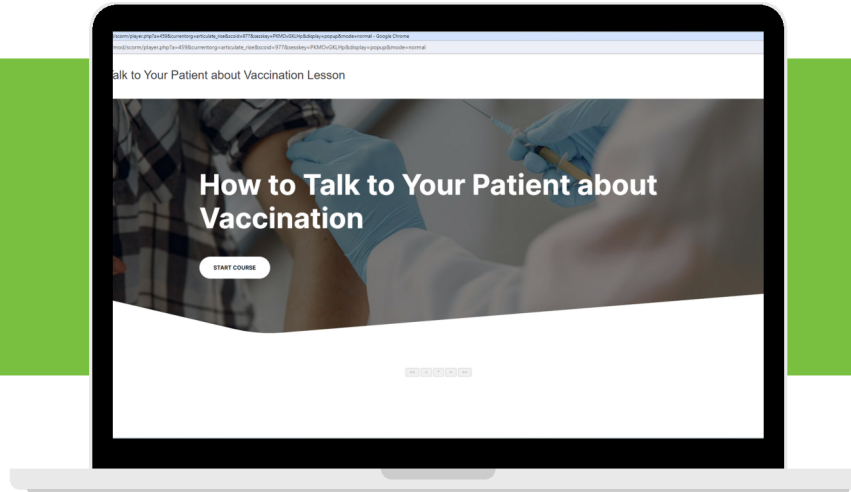 /scorm/player.php?a=459&currentorg=articulate_rise&scoid=977&sesskey=PKMOvGKLHp&display=popup&mode=normal - Google Chrome
/mod/scorm/player.php?a=459&currentorg=articulate_rise&scoid=977&sesskey=PKMOvGKLHp&display=popup&mode=normal
alk to Your Patient about Vaccination Lesson
How to Talk to Your Patient about
Vaccination
START COURSE